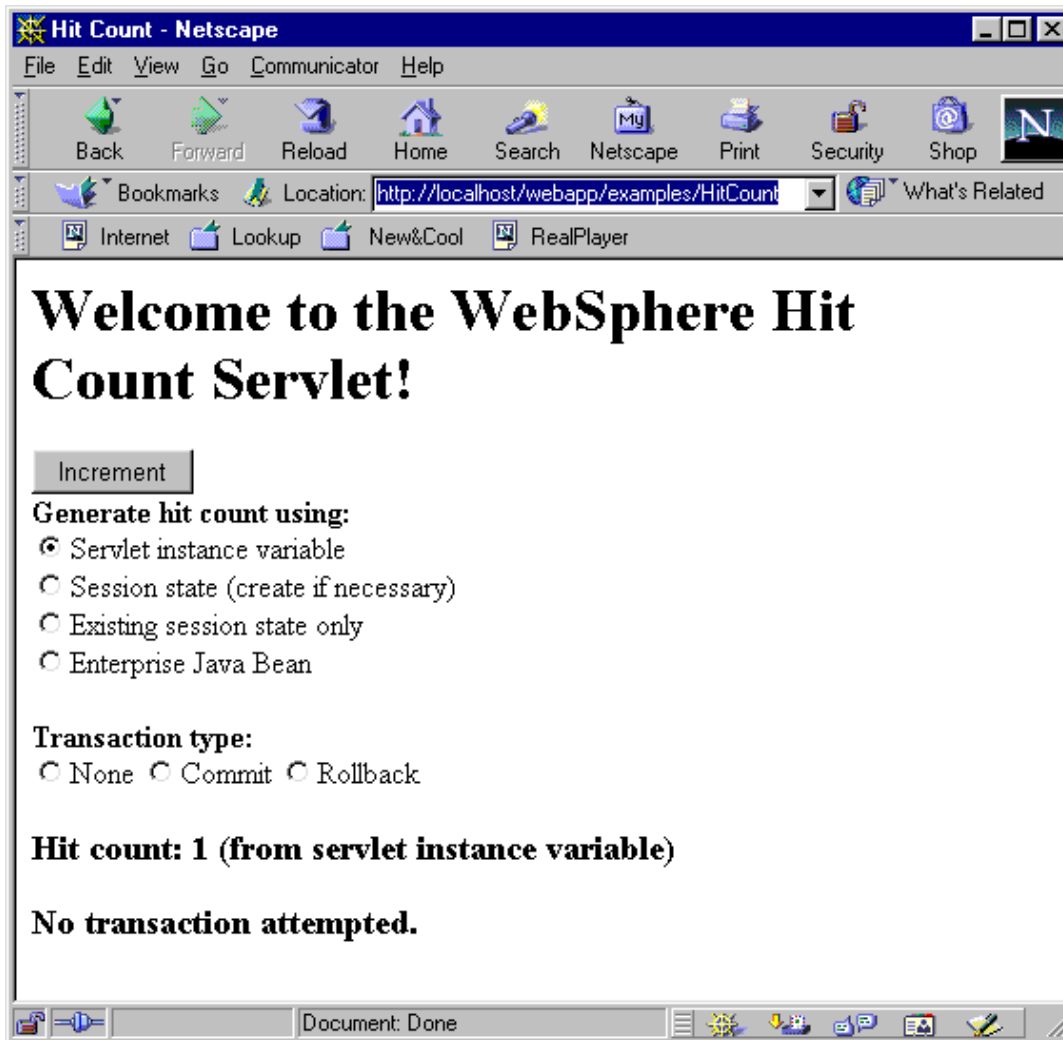 Hit Count - Netscape
File Edit View Go Communicator Help
My N
Back Forward Reload Home Search Netscape Print Security Shop
Bookmarks Location: http://localhost/webapp/examples/HitCount What's Related
Internet Lookup New&Cool RealPlayer
Welcome to the WebSphere Hit
Count Servlet!
Increment
Generate hit count using:
Servlet instance variable
Session state (create if necessary)
Existing session state only
Enterprise Java Bean
Transaction type:
None Commit Rollback
Hit count: 1 (from servlet instance variable)
No transaction attempted.
Document: Done